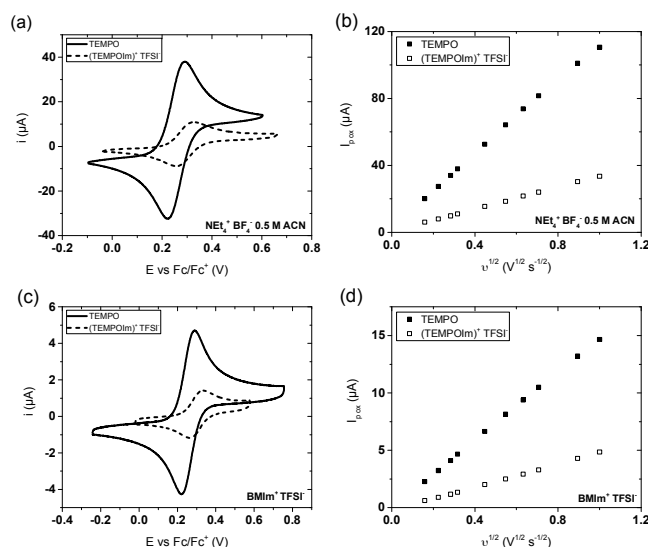 (a)
TEMPO
(TEMPOIm)⁺ TFSI⁻
i (µA)
40
20
0
-20
-40
0.0
0.2
0.4
0.6
0.8
NEt₄⁺ BF₄⁻ 0.5 M ACN
E vs Fc/Fc⁺ (V)
(b)
TEMPO
(TEMPOIm)⁺ TFSI⁻
I p ox (µA)
120
80
40
0
0.0
0.4
0.8
1.2
NEt₄⁺ BF₄⁻ 0.5 M ACN
υ^1/2 (V^1/2 s^-1/2)
(c)
TEMPO
(TEMPOIm)⁺ TFSI⁻
i (µA)
6
4
2
0
-2
-4
-0.4
-0.2
0.0
0.2
0.4
0.6
0.8
BMIm⁺ TFSI⁻
E vs Fc/Fc⁺ (V)
(d)
TEMPO
(TEMPOIm)⁺ TFSI⁻
I p ox (µA)
15
10
5
0
0.0
0.4
0.8
1.2
BMIm⁺ TFSI⁻
υ^1/2 (V^1/2 s^-1/2)